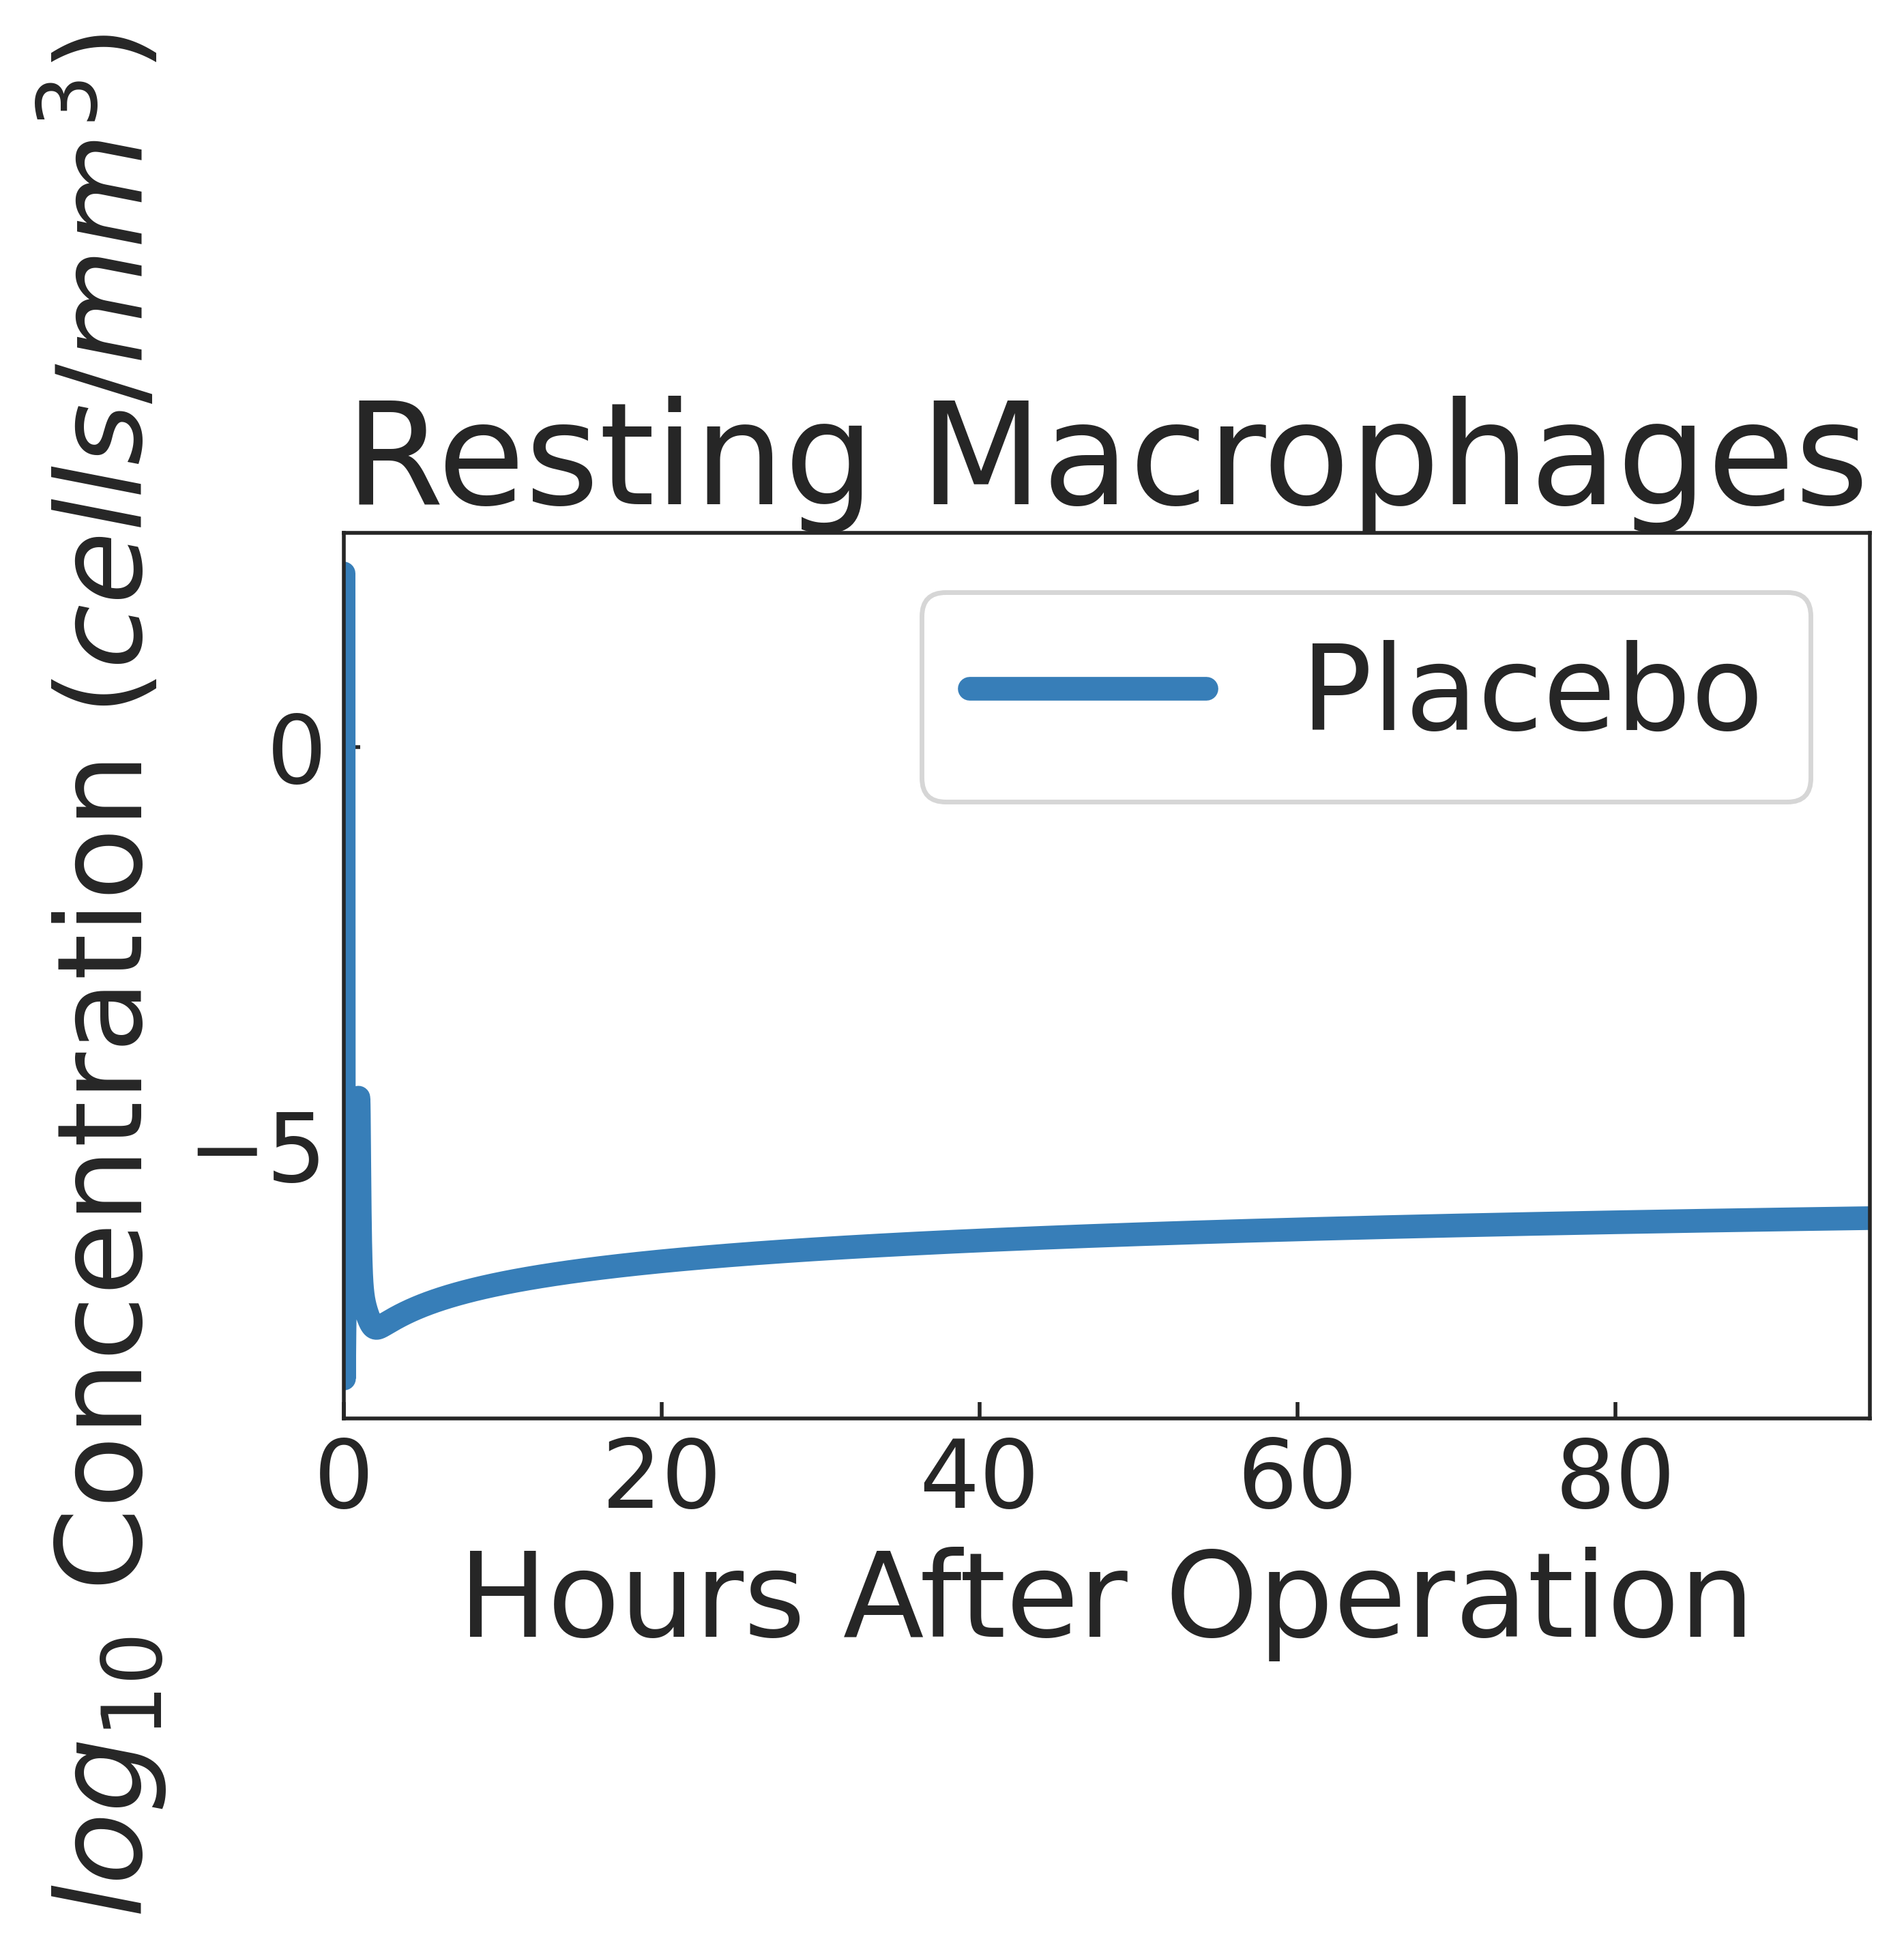 Resting Macrophages
log10 Concentration (cells/mm³)
Placebo
0
−5
0 20 40 60 80
Hours After Operation